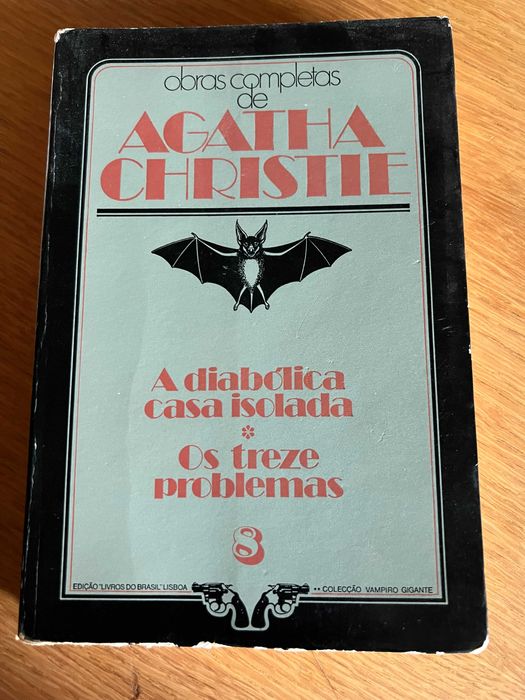 obras completas
de
AGATHA
CHRISTIE
A diabólica
casa isolada
*
Os treze
problemas
8
EDIÇÃO "LIVROS DO BRASIL" LISBOA
•• COLECÇÃO VAMPIRO GIGANTE